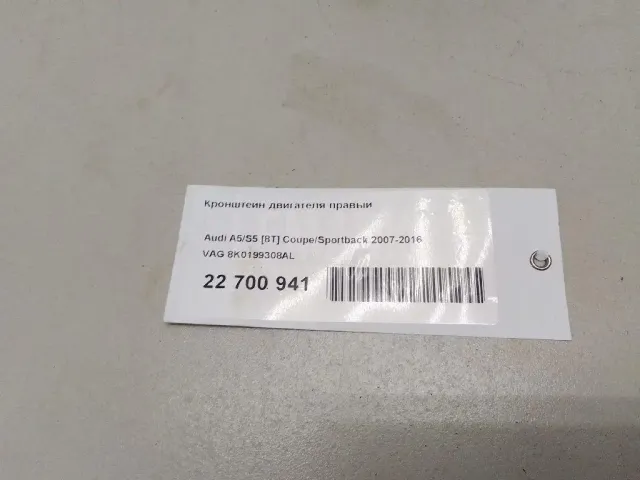 Кронштейн двигателя правый
Audi A5/S5 [8T] Coupe/Sportback 2007-2016
VAG 8K0199308AL
22 700 941